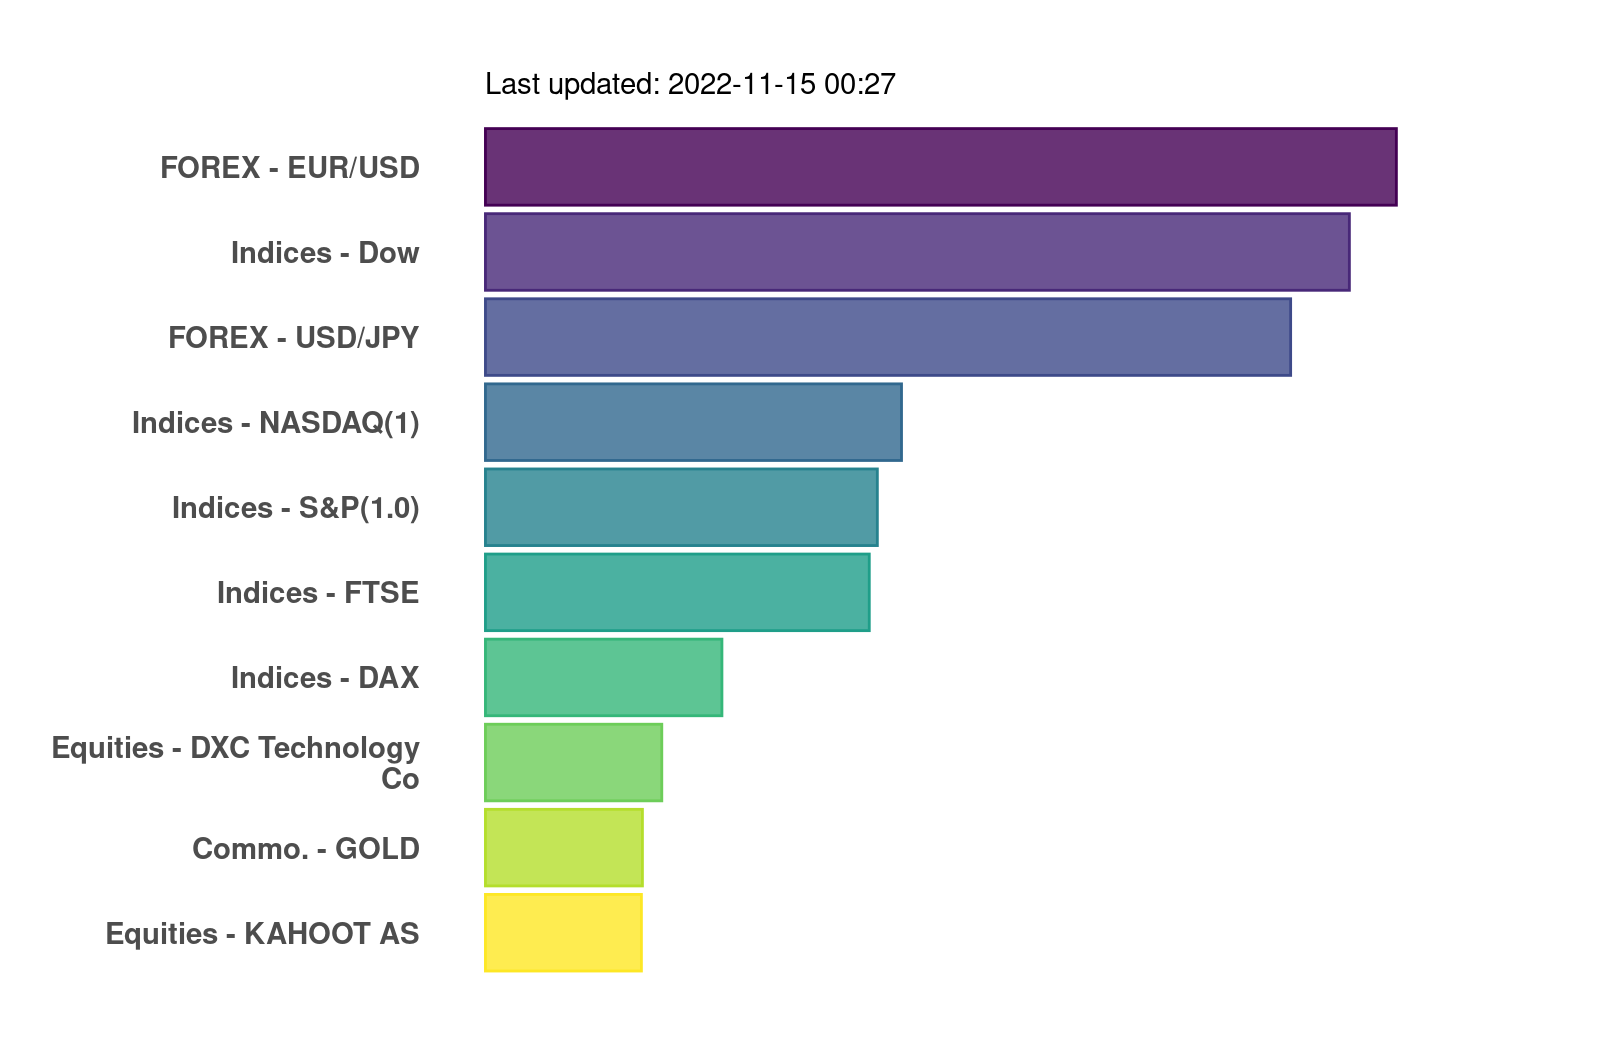 Last updated: 2022-11-15 00:27
FOREX - EUR/USD
Indices - Dow
FOREX - USD/JPY
Indices - NASDAQ(1)
Indices - S&P(1.0)
Indices - FTSE
Indices - DAX
Equities - DXC Technology
Co
Commo. - GOLD
Equities - KAHOOT AS